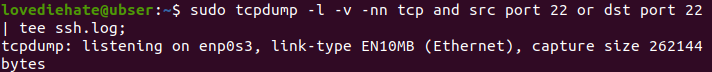 lovediehate@ubser:~$ sudo tcpdump -l -v -nn tcp and src port 22 or dst port 22
| tee ssh.log;
tcpdump: listening on enp0s3, link-type EN10MB (Ethernet), capture size 262144
bytes